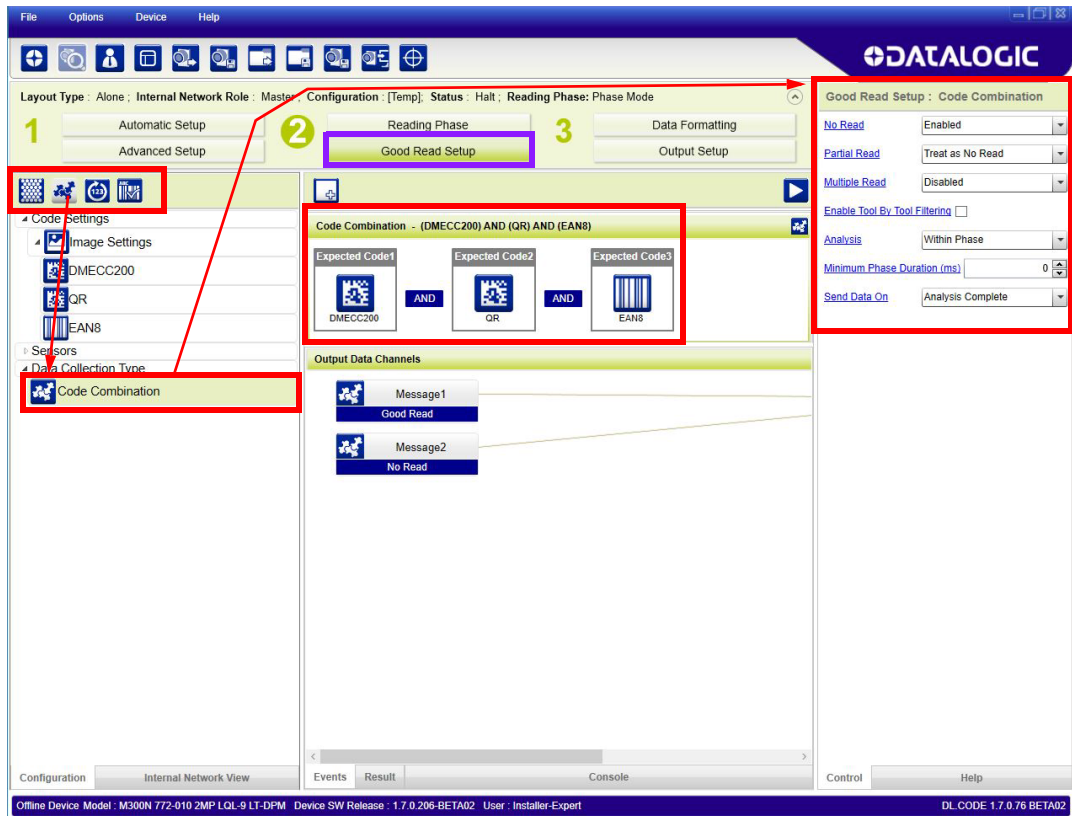 File Options Device Help
DATALOGIC
Layout Type : Alone ; Internal Network Role : Master ; Configuration : [Temp]; Status : Halt ; Reading Phase: Phase Mode
1 Automatic Setup 2 Reading Phase 3 Data Formatting
Advanced Setup Good Read Setup Output Setup
123 ABC
Code Settings
Image Settings
DMECC200
QR
EAN8
Sensors
Data Collection Type
Code Combination
Code Combination - (DMECC200) AND (QR) AND (EAN8)
Expected Code1 Expected Code2 Expected Code3
AND AND
DMECC200 QR EAN8
Output Data Channels
Message1
Good Read
Message2
No Read
Good Read Setup : Code Combination
No Read Enabled
Partial Read Treat as No Read
Multiple Read Disabled
Enable Tool By Tool Filtering
Analysis Within Phase
Minimum Phase Duration (ms) 0
Send Data On Analysis Complete
Configuration Internal Network View Events Result Console Control Help
Offline Device Model : M300N 772-010 2MP LQL-9 LT-DPM Device SW Release : 1.7.0.206-BETA02 User : Installer-Expert DL.CODE 1.7.0.76 BETA02